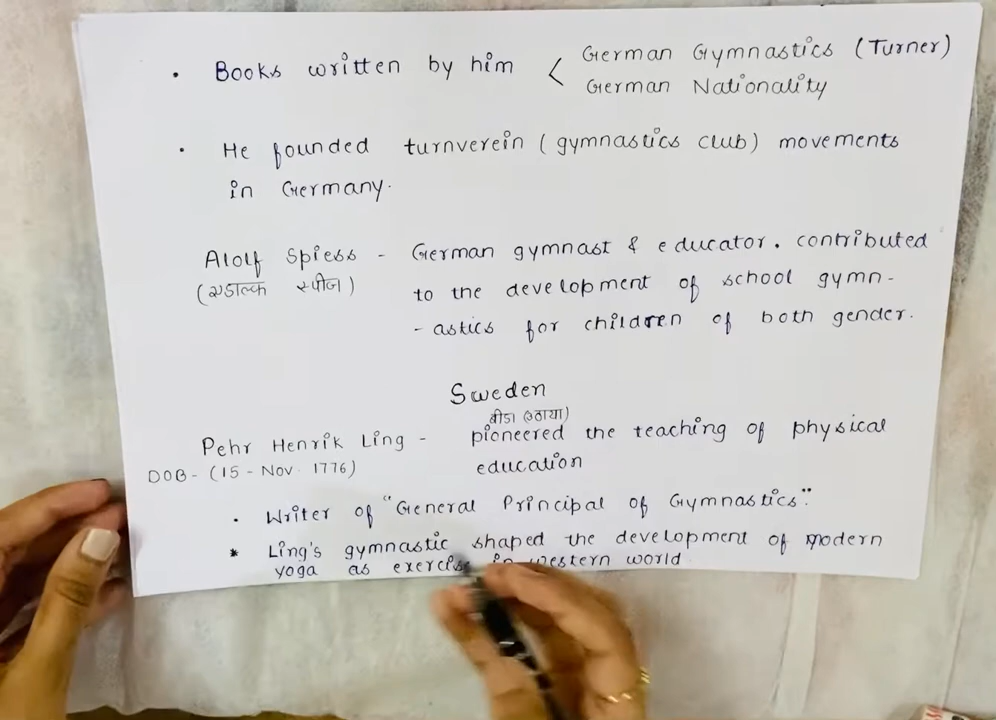 • Books written by him < German Gymnastics (Turner)
German Nationality
• He founded turnverein (gymnastics club) movements
in Germany.
Alolf Spiess - German gymnast & educator. contributed
(एडाल्फ स्पीज) to the development of school gymn-
-astics for children of both gender.
Sweden
बीडा उठाया)
Pehr Henrik Ling - pioneered the teaching of physical
DOB - (15 - Nov. 1776) education
• Writer of "General Principal of Gymnastics".
* Ling's gymnastic shaped the development of modern
yoga as exercise in western world